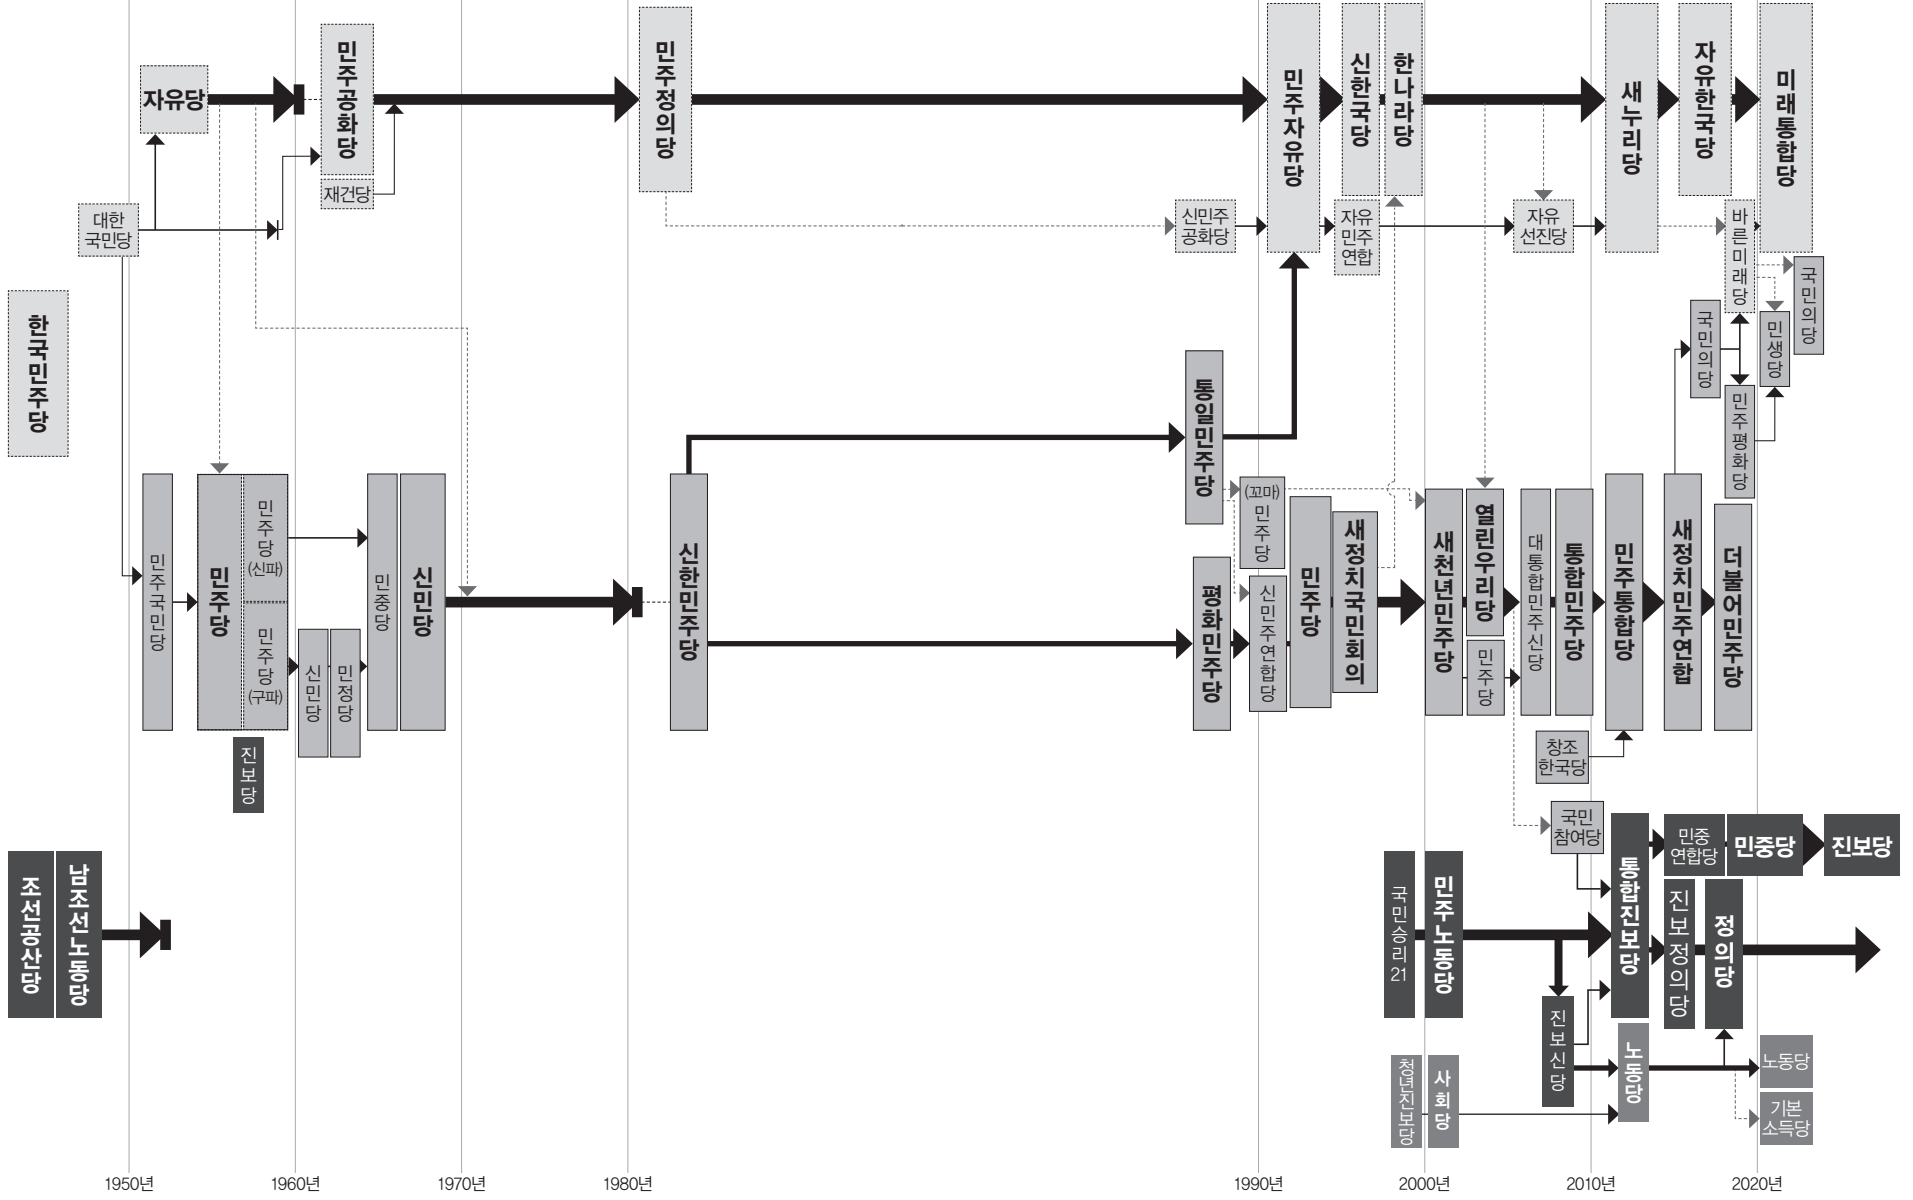 자유당
민주공화당
재건당
대한
국민당
한국민주당
민주정의당
신민주
공화당
민주자유당
신한국당
한나라당
자유
민주
연합
자유
선진당
새누리당
자유한국당
미래통합당
바른미래당
국민의당
민생당
국민의당
민주평화당
통일민주당
(꼬마)
민주당
민주국민당
민주당
민주당
(신파)
민주당
(구파)
진보당
신민당
민정당
민중당
신민당
신한민주당
평화민주당
신민주연합당
민주당
새정치국민회의
새천년민주당
열린우리당
민주당
대통합민주신당
통합민주당
민주통합당
새정치민주연합
더불어민주당
창조
한국당
국민
참여당
조선공산당
남조선노동당
국민승리
21
민주노동당
통합진보당
민중
연합당
민중당
진보당
진보정의당
정의당
진보신당
노동당
청년진보당
사회당
노동당
기본
소득당
1950년
1960년
1970년
1980년
1990년
2000년
2010년
2020년